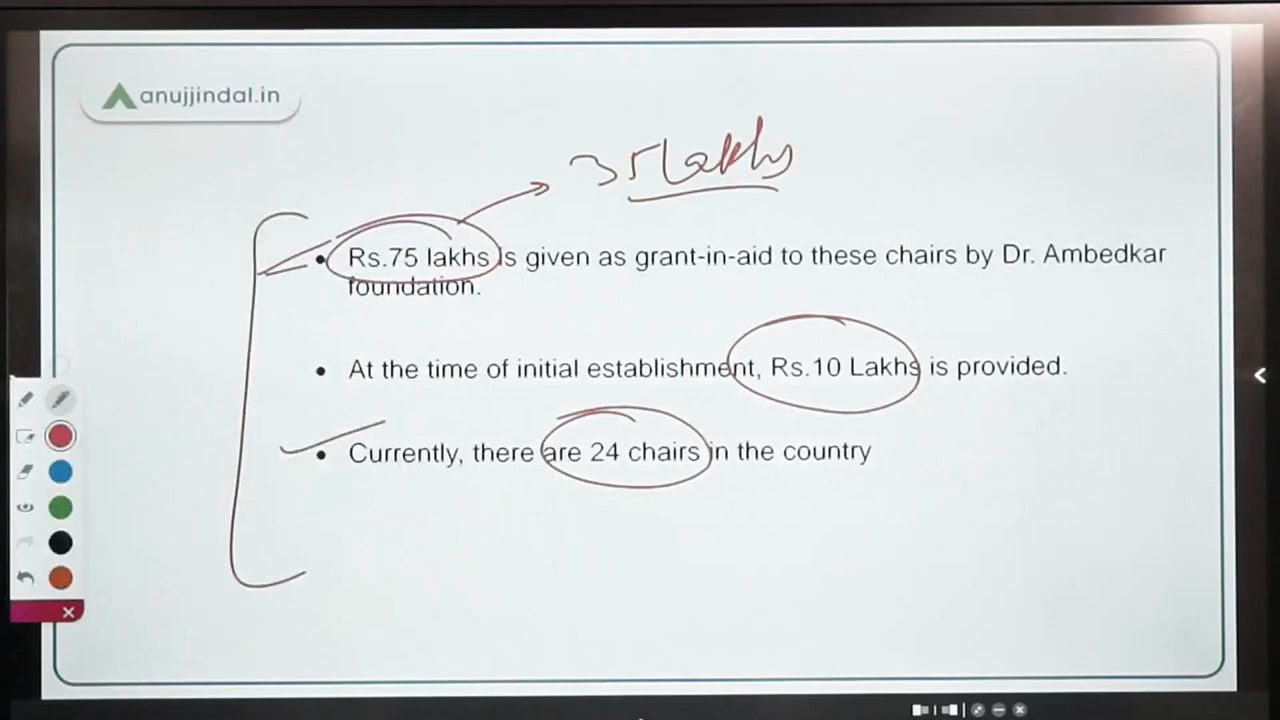 anujjindal.in
35 lakhs
Rs.75 lakhs is given as grant-in-aid to these chairs by Dr. Ambedkar
foundation.
At the time of initial establishment, Rs.10 Lakhs is provided.
Currently, there are 24 chairs in the country